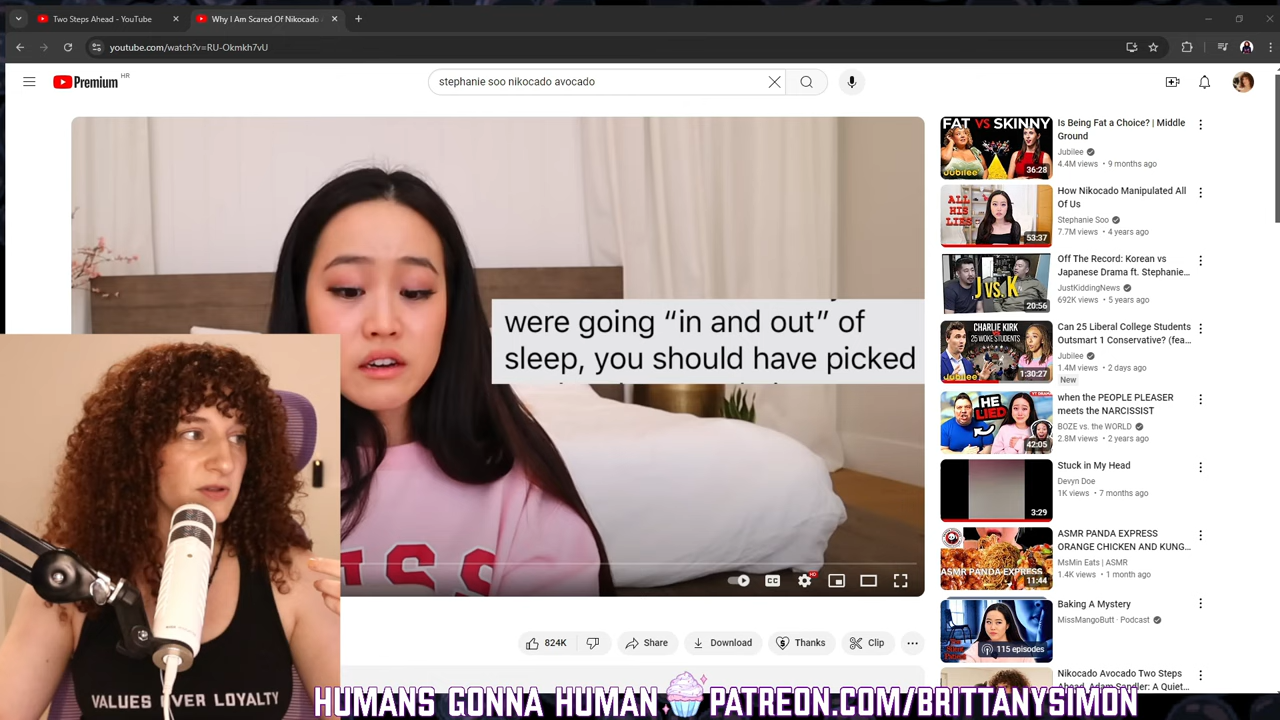 Two Steps Ahead - YouTube
Why I Am Scared Of Nikocado
youtube.com/watch?v=RU-Okmkh7vU
Premium HR
stephanie soo nikocado avocado
were going “in and out” of
sleep, you should have picked
824K
Share
Download
Thanks
Clip
FAT VS SKINNY
Jubilee
36:28
Is Being Fat a Choice? | Middle
Ground
Jubilee
4.4M views • 9 months ago
ALL
HIS
LIES
53:37
How Nikocado Manipulated All
Of Us
Stephanie Soo
7.7M views • 4 years ago
J VS. K
20:56
Off The Record: Korean vs
Japanese Drama ft. Stephanie...
JustKiddingNews
692K views • 5 years ago
CHARLIE KIRK
VS
25 WOKE STUDENTS
Jubilee
1:30:27
Can 25 Liberal College Students
Outsmart 1 Conservative? (fea...
Jubilee
1.4M views • 2 days ago
New
HE
LIED
42:05
when the PEOPLE PLEASER
meets the NARCISSIST
BOZE vs. the WORLD
2.8M views • 2 years ago
3:29
Stuck in My Head
Devyn Doe
1K views • 7 months ago
ASMR PANDA EXPRESS
11:44
ASMR PANDA EXPRESS
ORANGE CHICKEN AND KUNG...
MsMin Eats | ASMR
1.4K views • 1 month ago
115 episodes
Baking A Mystery
MissMangoButt · Podcast
Nikocado Avocado Two Steps
VALUES OVER LOYALTY
HUMANS GONNA HUMAN PATREON.COM/BRITTANYSIMON